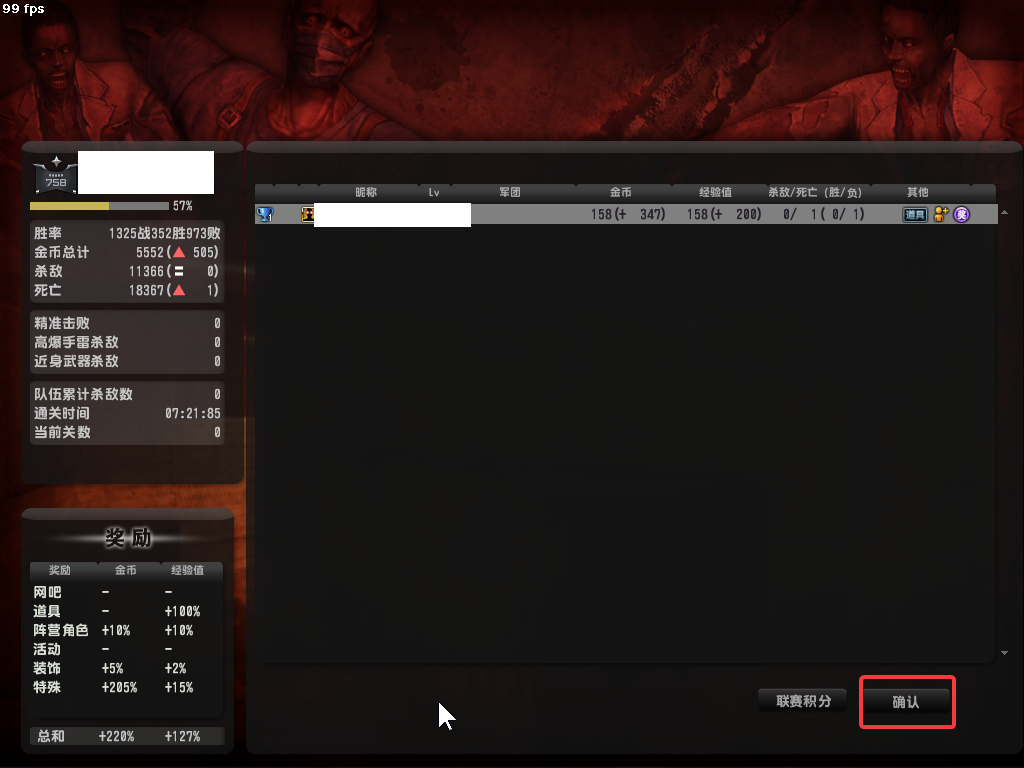 99 fps
758
57%
胜率 1325战352胜973败
金币总计 5552(▲ 505)
杀敌 11366(= 0)
死亡 18367(▲ 1)
精准击败 0
高爆手雷杀敌 0
近身武器杀敌 0
队伍累计杀敌数 0
通关时间 07:21:85
当前关数 0
昵称 Lv 军团 金币 经验值 杀敌/死亡 (胜/负) 其他
1 158(+ 347) 158(+ 200) 0/ 1( 0/ 1) 道具 奖
奖励
奖励 金币 经验值
网吧 - -
道具 - +100%
阵营角色 +10% +10%
活动 - -
装饰 +5% +2%
特殊 +205% +15%
总和 +220% +127%
联赛积分 确认